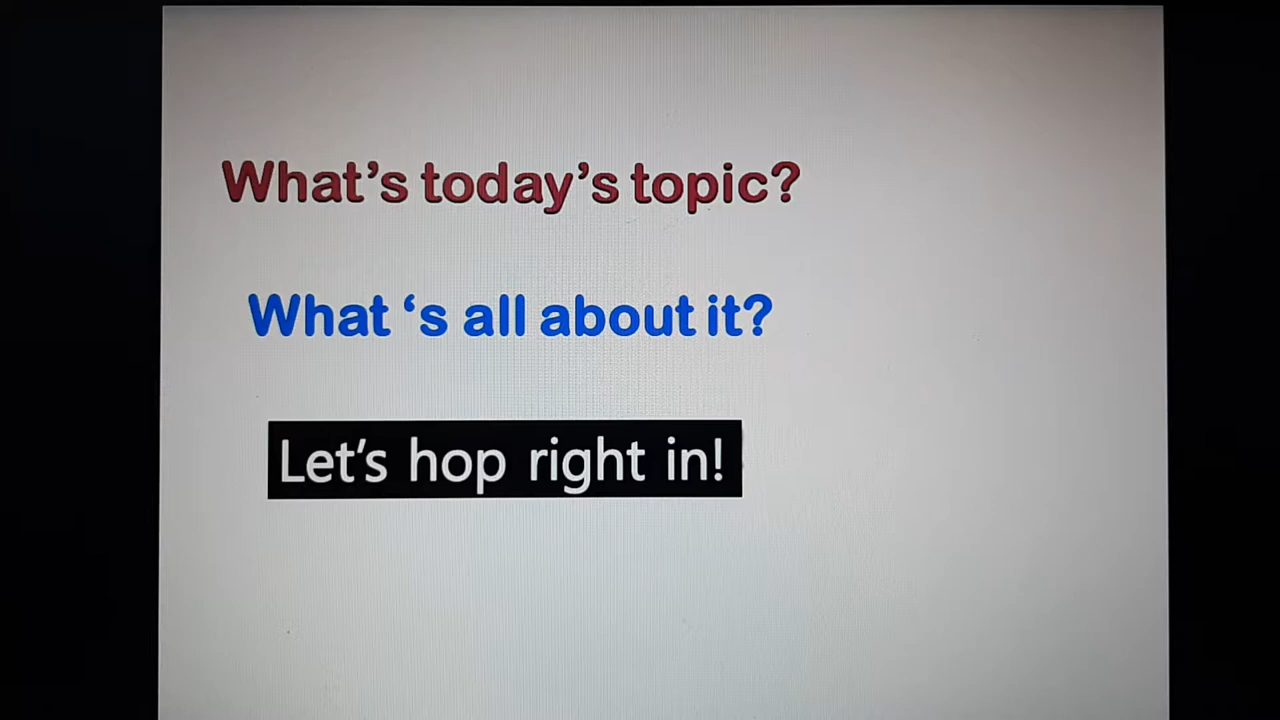 What’s today’s topic?
What ‘s all about it?
Let’s hop right in!